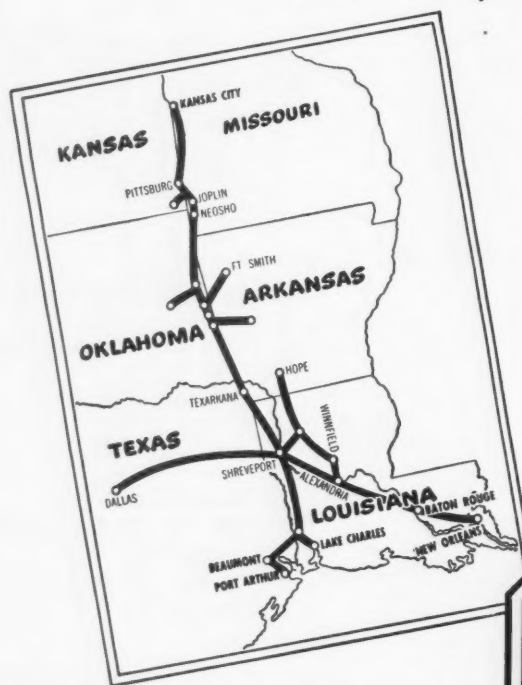 KANSAS CITY
MISSOURI
KANSAS
PITTSBURG
JOPLIN
NEOSHO
FT SMITH
ARKANSAS
OKLAHOMA
HOPE
TEXARKANA
WINNFIELD
TEXAS
SHREVEPORT
ALEXANDRIA
DALLAS
LOUISIANA
BATON ROUGE
NEW ORLEANS
LAKE CHARLES
BEAUMONT
PORT ARTHUR